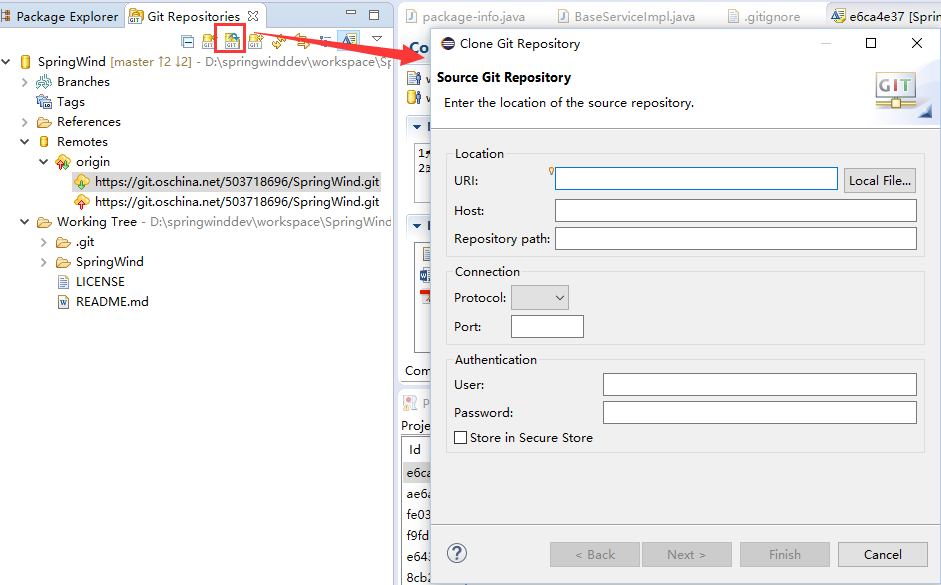 Package Explorer
Git Repositories
SpringWind [master ↑2 ↓2] - D:\springwinddev\workspace\Sp
Branches
Tags
References
Remotes
origin
https://git.oschina.net/503718696/SpringWind.git
https://git.oschina.net/503718696/SpringWind.git
Working Tree - D:\springwinddev\workspace\SpringWind
.git
SpringWind
LICENSE
README.md
package-info.java
BaseServiceImpl.java
.gitignore
e6ca4e37 [Sprin
Co
Com
Proje
Id
e6ca
ae6a
fe03
f9fd
e643
8cb2
Clone Git Repository
Source Git Repository
Enter the location of the source repository.
GIT
Location
URI:
Local File...
Host:
Repository path:
Connection
Protocol:
Port:
Authentication
User:
Password:
Store in Secure Store
< Back
Next >
Finish
Cancel